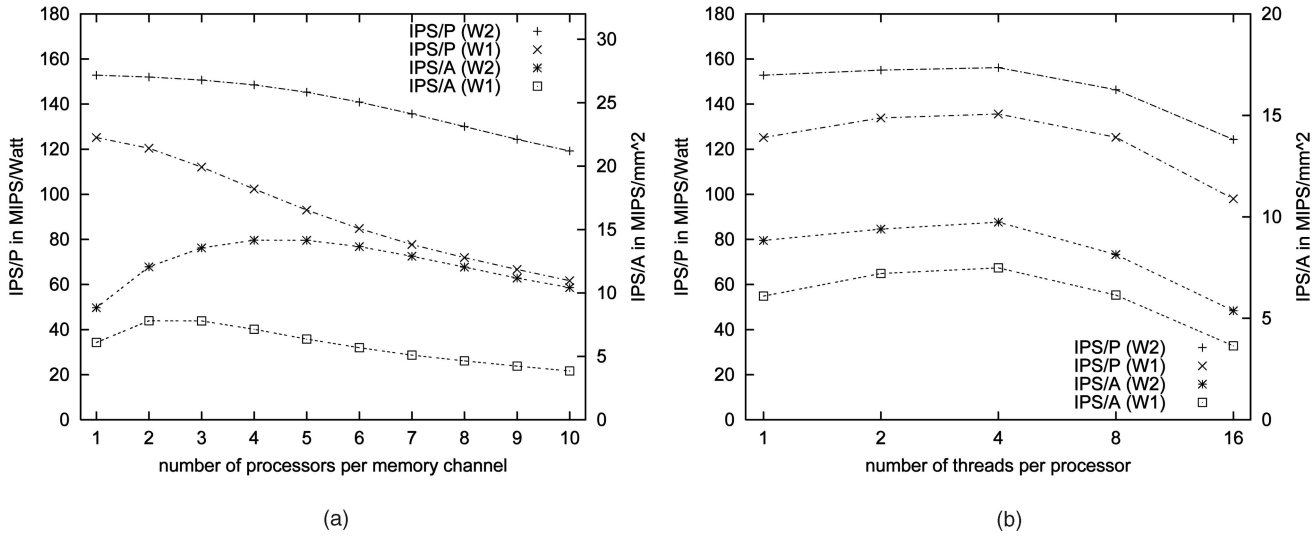 180
160
140
120
100
80
60
40
20
0
IPS/P in MIPS/Watt
IPS/P (W2)
IPS/P (W1)
IPS/A (W2)
IPS/A (W1)
30
25
20
15
10
5
0
IPS/A in MIPS/mm^2
1 2 3 4 5 6 7 8 9 10
number of processors per memory channel
(a)
180
160
140
120
100
80
60
40
20
0
IPS/P in MIPS/Watt
IPS/P (W2)
IPS/P (W1)
IPS/A (W2)
IPS/A (W1)
20
15
10
5
0
IPS/A in MIPS/mm^2
1 2 4 8 16
number of threads per processor
(b)